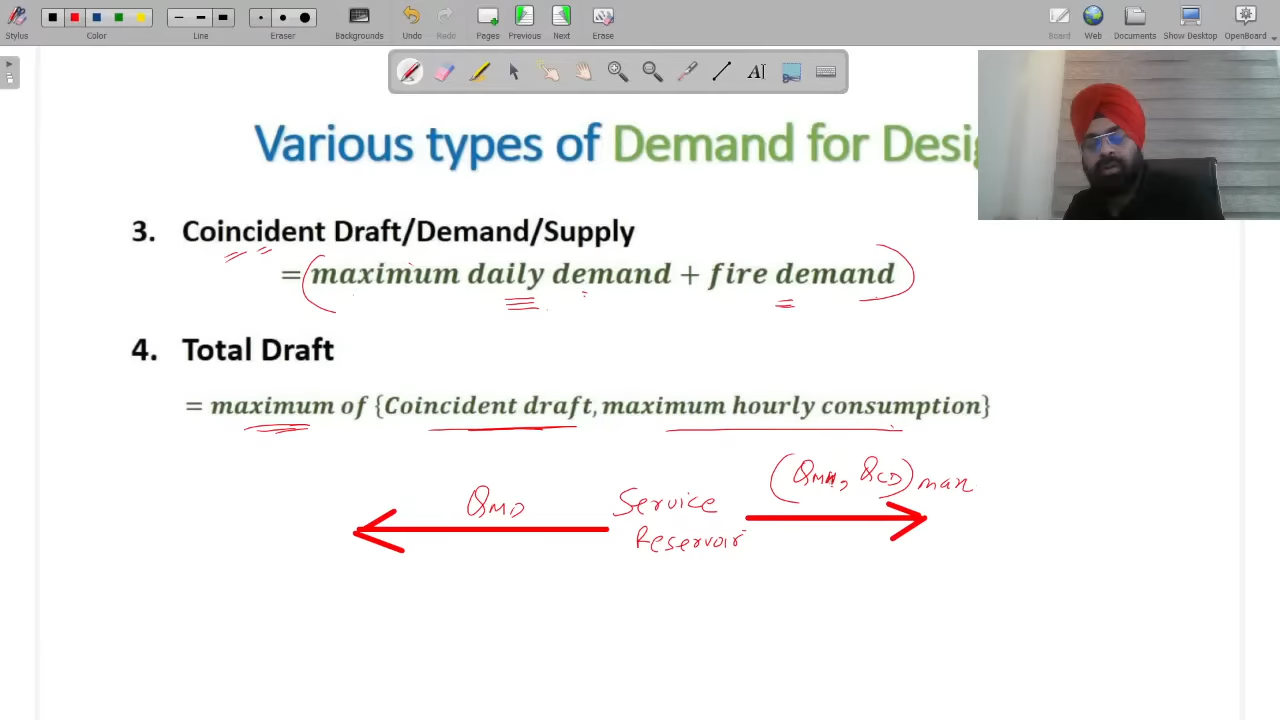 Stylus
Color
Line
Eraser
Backgrounds
Undo
Redo
Pages
Previous
Next
Erase
Board
Web
Documents
Show Desktop
OpenBoard
Various types of Demand for Desig
3. Coincident Draft/Demand/Supply
= maximum daily demand + fire demand
4. Total Draft
= maximum of {Coincident draft, maximum hourly consumption}
QMD
Service
Reservoir
(QMH, QCD)max